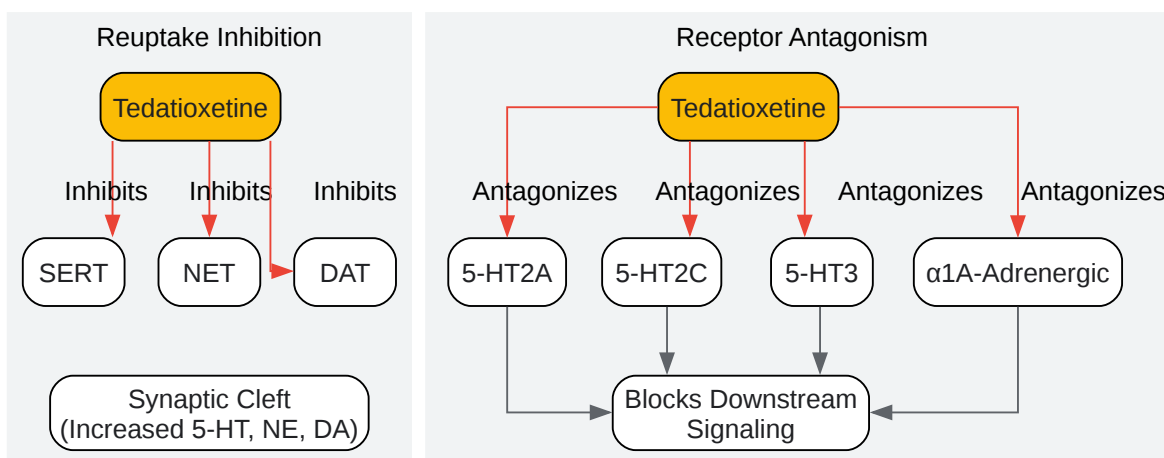 Reuptake Inhibition
Tedatioxetine
Inhibits
Inhibits
Inhibits
SERT
NET
DAT
Synaptic Cleft
(Increased 5-HT, NE, DA)
Receptor Antagonism
Tedatioxetine
Antagonizes
Antagonizes
Antagonizes
Antagonizes
5-HT2A
5-HT2C
5-HT3
α1A-Adrenergic
Blocks Downstream
Signaling